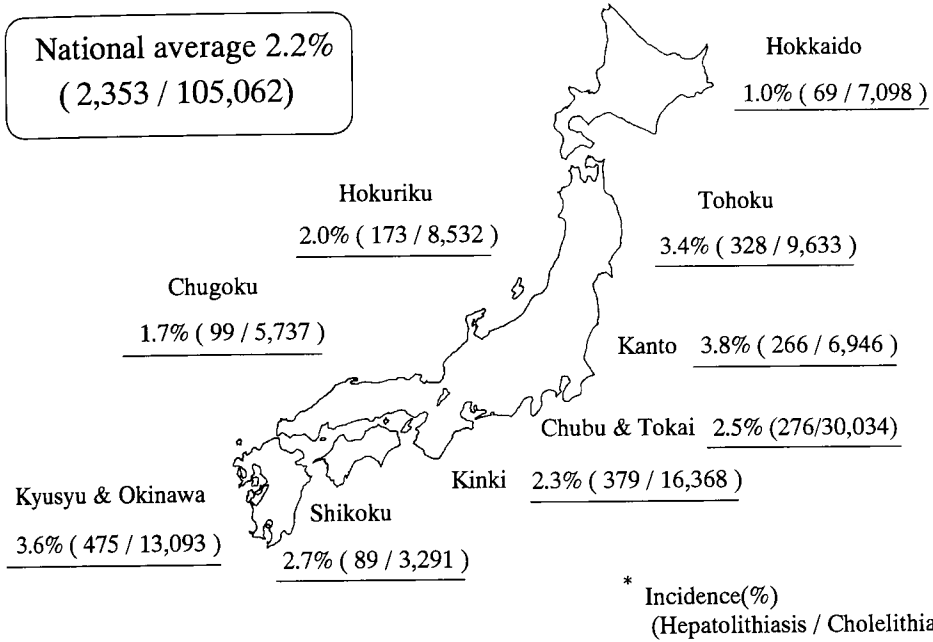 National average 2.2%
( 2,353 / 105,062)
Hokkaido
1.0% ( 69 / 7,098 )
Hokuriku
2.0% ( 173 / 8,532 )
Tohoku
3.4% ( 328 / 9,633 )
Chugoku
1.7% ( 99 / 5,737 )
Kanto 3.8% ( 266 / 6,946 )
Chubu & Tokai 2.5% (276/30,034)
Kinki 2.3% ( 379 / 16,368 )
Kyusyu & Okinawa
3.6% ( 475 / 13,093 )
Shikoku
2.7% ( 89 / 3,291 )
* Incidence(%)
(Hepatolithiasis / Cholelithia